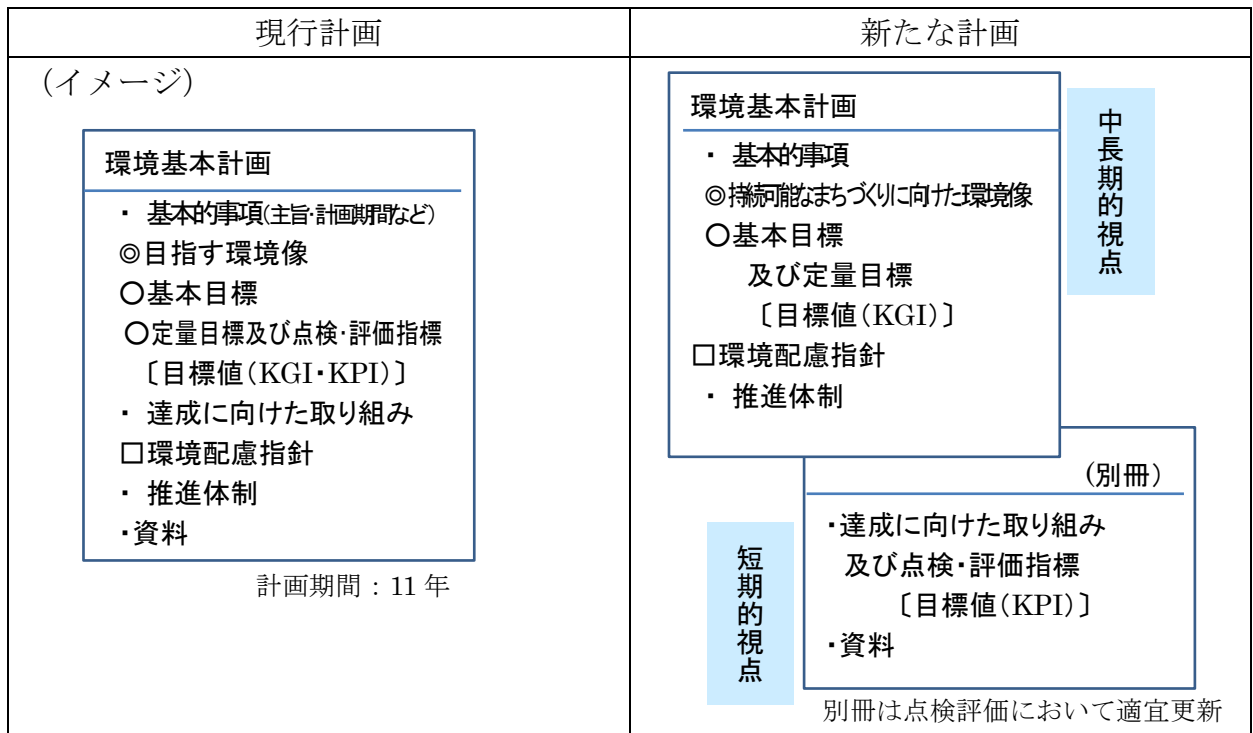 現行計画
新たな計画
(イメージ)
環境基本計画
・ 基本的事項(主旨・計画期間など)
◎目指す環境像
○基本目標
○定量目標及び点検・評価指標
〔目標値(KGI・KPI)〕
・ 達成に向けた取り組み
□環境配慮指針
・ 推進体制
・資料
計画期間：11 年
環境基本計画
・ 基本的事項
◎持続可能なまちづくりに向けた環境像
○基本目標
及び定量目標
〔目標値(KGI)〕
□環境配慮指針
・ 推進体制
中長期的視点
(別冊)
・達成に向けた取り組み
及び点検・評価指標
〔目標値(KPI)〕
・資料
短期的視点
別冊は点検評価において適宜更新